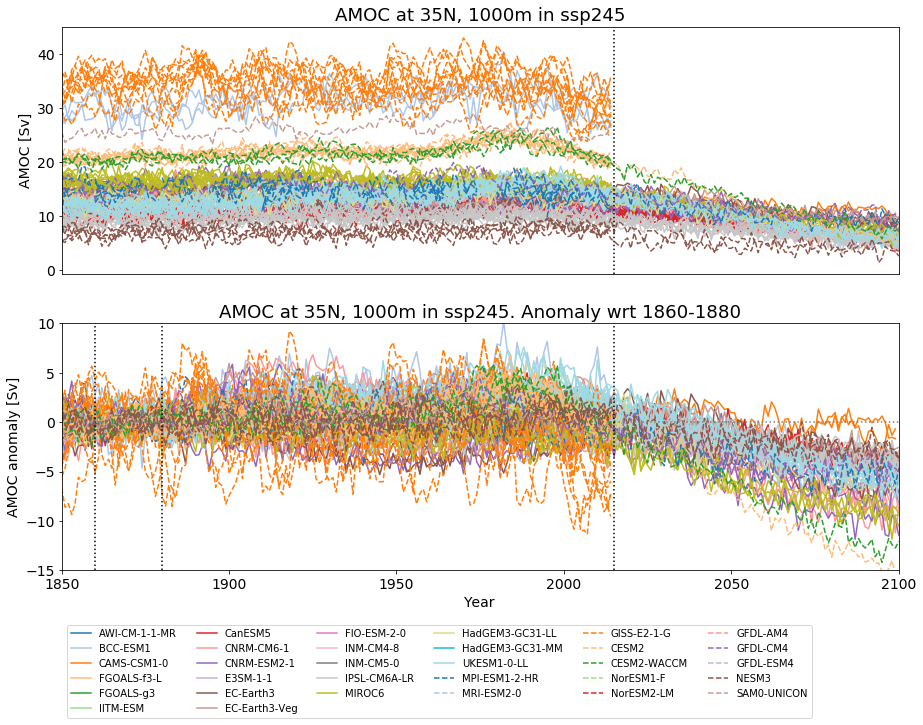 AMOC at 35N, 1000m in ssp245
40
30
20
10
0
AMOC [Sv]
AMOC at 35N, 1000m in ssp245. Anomaly wrt 1860-1880
10
5
0
−5
−10
−15
AMOC anomaly [Sv]
1850 1900 1950 2000 2050 2100
Year
AWI-CM-1-1-MR CanESM5 FIO-ESM-2-0 HadGEM3-GC31-LL GISS-E2-1-G GFDL-AM4
BCC-ESM1 CNRM-CM6-1 INM-CM4-8 HadGEM3-GC31-MM CESM2 GFDL-CM4
CAMS-CSM1-0 CNRM-ESM2-1 INM-CM5-0 UKESM1-0-LL CESM2-WACCM GFDL-ESM4
FGOALS-f3-L E3SM-1-1 IPSL-CM6A-LR MPI-ESM1-2-HR NorESM1-F NESM3
FGOALS-g3 EC-Earth3 MIROC6 MRI-ESM2-0 NorESM2-LM SAM0-UNICON
IITM-ESM EC-Earth3-Veg